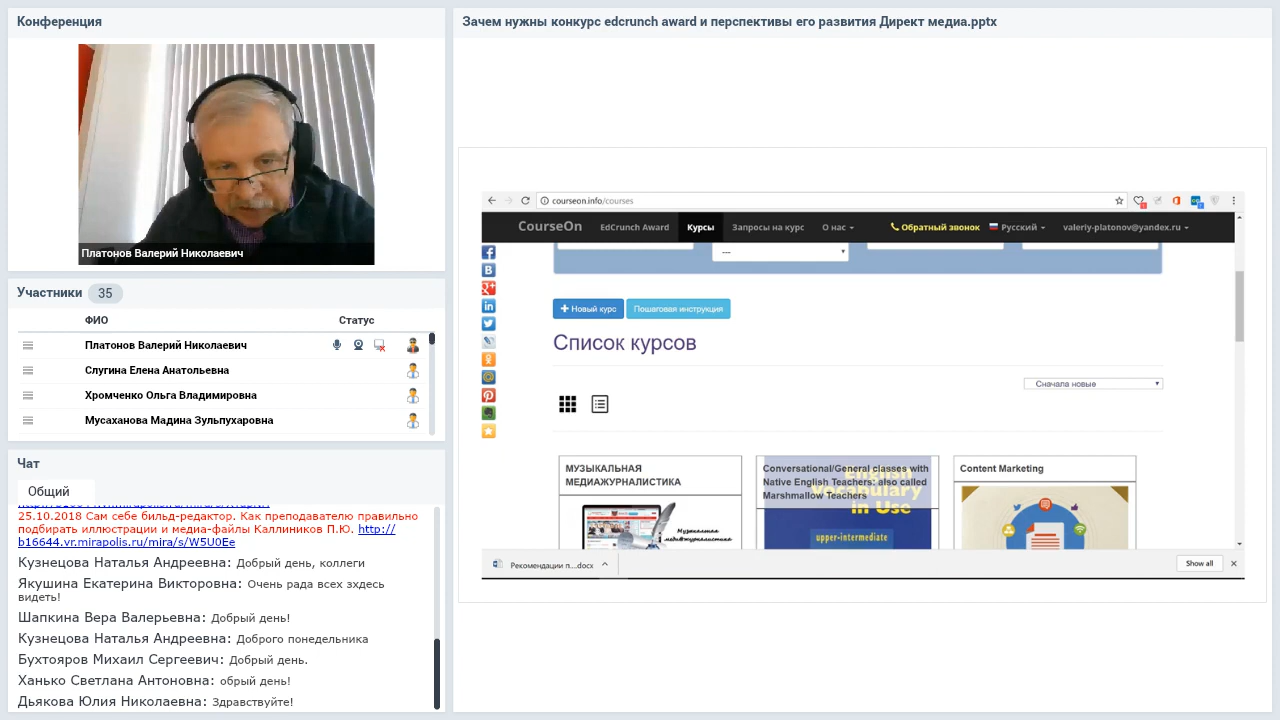 Конференция
Платонов Валерий Николаевич
Участники 35
ФИО Статус
Платонов Валерий Николаевич
Слугина Елена Анатольевна
Хромченко Ольга Владимировна
Мусаханова Мадина Зульпухаровна
Чат
Общий
25.10.2018 Сам себе бильд-редактор. Как преподавателю правильно
подбирать иллюстрации и медиа-файлы Каллиников П.Ю. http://
b16644.vr.mirapolis.ru/mira/s/W5U0Ee
Кузнецова Наталья Андреевна: Добрый день, коллеги
Якушина Екатерина Викторовна: Очень рада всех зхдесь
видеть!
Шапкина Вера Валерьевна: Добрый день!
Кузнецова Наталья Андреевна: Доброго понедельника
Бухтояров Михаил Сергеевич: Добрый день.
Ханько Светлана Антоновна: обрый день!
Дьякова Юлия Николаевна: Здравствуйте!
Зачем нужны конкурс edcrunch award и перспективы его развития Директ медиа.pptx
courseon.info/courses
CourseOn EdCrunch Award Курсы Запросы на курс О нас Обратный звонок Русский valeriy-platonov@yandex.ru
---
Новый курс Пошаговая инструкция
Список курсов
Сначала новые
МУЗЫКАЛЬНАЯ
МЕДИАЖУРНАЛИСТИКА
Музыкальная
медиажурналистика
Conversational/General classes with
Native English Teachers: also called
Marshmallow Teachers
English
Vocabulary
in Use
upper-intermediate
Content Marketing
Рекомендации п....docx
Show all